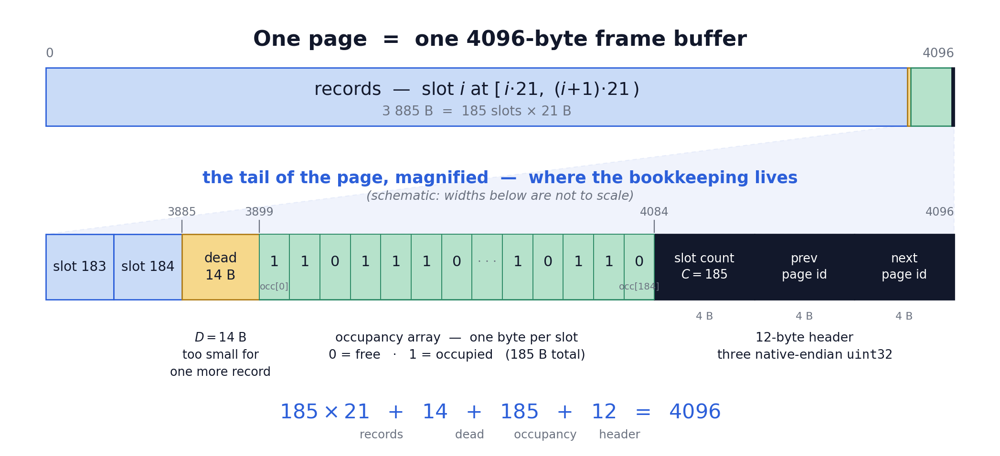 One page = one 4096-byte frame buffer
0 4096
records — slot i at [ i·21, (i+1)·21 )
3 885 B = 185 slots × 21 B
the tail of the page, magnified — where the bookkeeping lives
(schematic: widths below are not to scale)
3885 3899 4084 4096
slot 183 slot 184 dead
14 B
1 1 0 1 1 1 0 · · · 1 0 1 1 0
occ[0] occ[184]
slot count
C = 185
prev
page id
next
page id
4 B 4 B 4 B
D = 14 B
too small for
one more record
occupancy array — one byte per slot
0 = free · 1 = occupied (185 B total)
12-byte header
three native-endian uint32
185 × 21 + 14 + 185 + 12 = 4096
records dead occupancy header